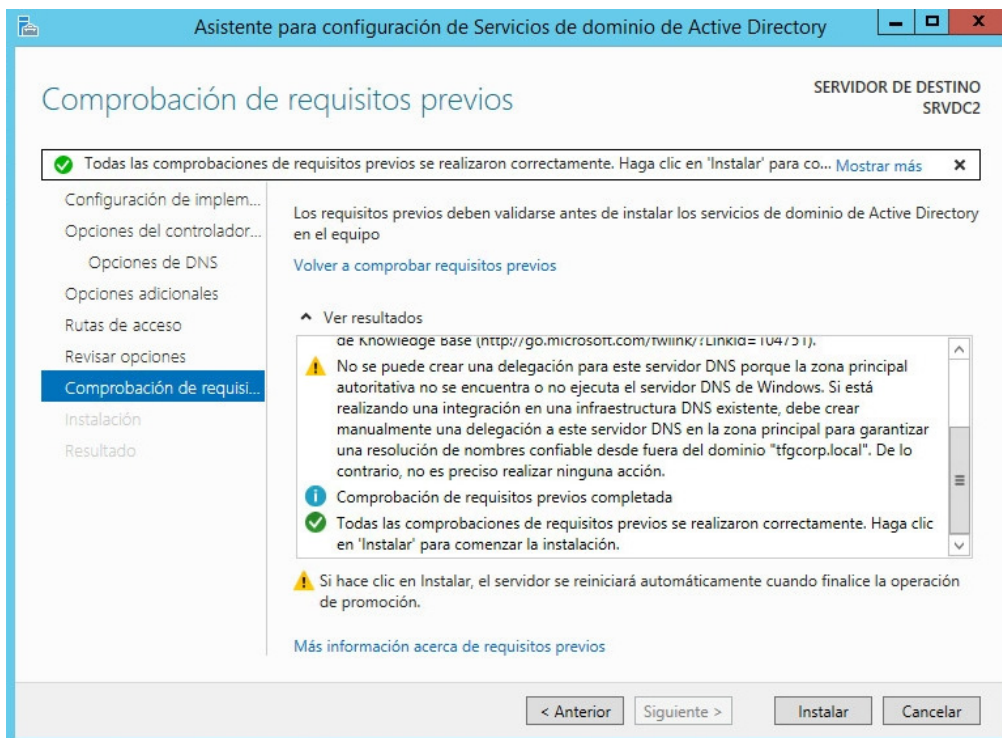 Asistente para configuración de Servicios de dominio de Active Directory
Comprobación de requisitos previos
SERVIDOR DE DESTINO
SRVDC2
Todas las comprobaciones de requisitos previos se realizaron correctamente. Haga clic en 'Instalar' para co... Mostrar más
Configuración de implem...
Opciones del controlador...
Opciones de DNS
Opciones adicionales
Rutas de acceso
Revisar opciones
Comprobación de requisi...
Instalación
Resultado
Los requisitos previos deben validarse antes de instalar los servicios de dominio de Active Directory
en el equipo
Volver a comprobar requisitos previos
Ver resultados
de Knowledge Base (http://go.microsoft.com/fwlink/?LinkId=104751).
No se puede crear una delegación para este servidor DNS porque la zona principal
autoritativa no se encuentra o no ejecuta el servidor DNS de Windows. Si está
realizando una integración en una infraestructura DNS existente, debe crear
manualmente una delegación a este servidor DNS en la zona principal para garantizar
una resolución de nombres confiable desde fuera del dominio "tfgcorp.local". De lo
contrario, no es preciso realizar ninguna acción.
Comprobación de requisitos previos completada
Todas las comprobaciones de requisitos previos se realizaron correctamente. Haga clic
en 'Instalar' para comenzar la instalación.
Si hace clic en Instalar, el servidor se reiniciará automáticamente cuando finalice la operación
de promoción.
Más información acerca de requisitos previos
< Anterior
Siguiente >
Instalar
Cancelar